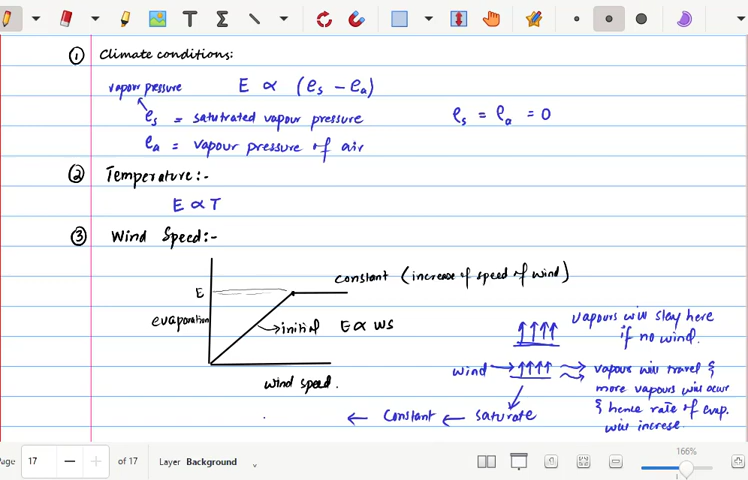 ① Climate conditions:
vapour pressure E ∝ (es - ea)
es = satutrated vapour pressure es = ea = 0
ea = vapour pressure of air
② Temperature:-
E ∝ T
③ Wind Speed:-
constant (increase of speed of wind)
E
evaporation
initial E ∝ WS
wind speed.
vapours will stay here
if no wind.
wind → vapour will travel &
more vapours will occur
& hence rate of evap.
will increse
← constant ← saturate
166%
Page 17 of 17 Layer Background